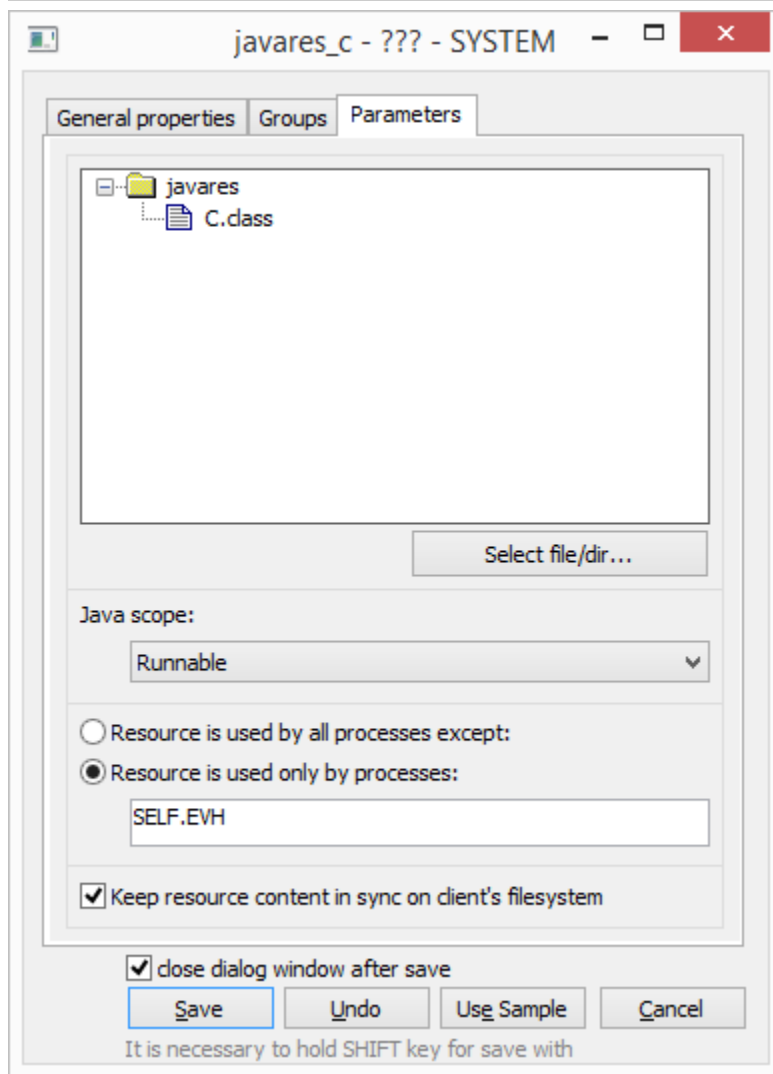 javares_c - ??? - SYSTEM
General properties Groups Parameters
javares
C.class
Select file/dir...
Java scope:
Runnable
Resource is used by all processes except:
Resource is used only by processes:
SELF.EVH
Keep resource content in sync on client's filesystem
close dialog window after save
Save Undo Use Sample Cancel
It is necessary to hold SHIFT key for save with